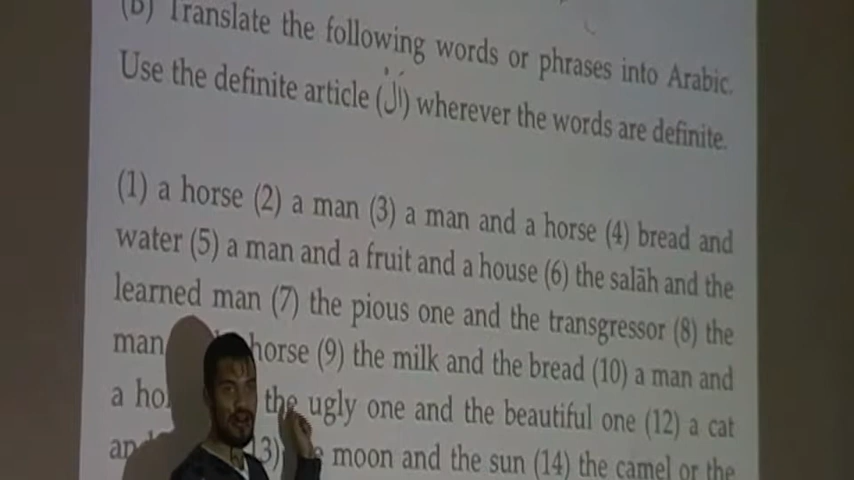 (B) Translate the following words or phrases into Arabic.
Use the definite article (اَلْ) wherever the words are definite.
(1) a horse (2) a man (3) a man and a horse (4) bread and
water (5) a man and a fruit and a house (6) the salāh and the
learned man (7) the pious one and the transgressor (8) the
man horse (9) the milk and the bread (10) a man and
a the ugly one and the beautiful one (12) a cat
13) moon and the sun (14) the camel or the